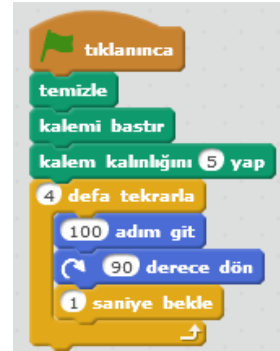 tıklanınca
temizle
kalemi bastır
kalem kalınlığını 5 yap
4 defa tekrarla
100 adım git
90 derece dön
1 saniye bekle